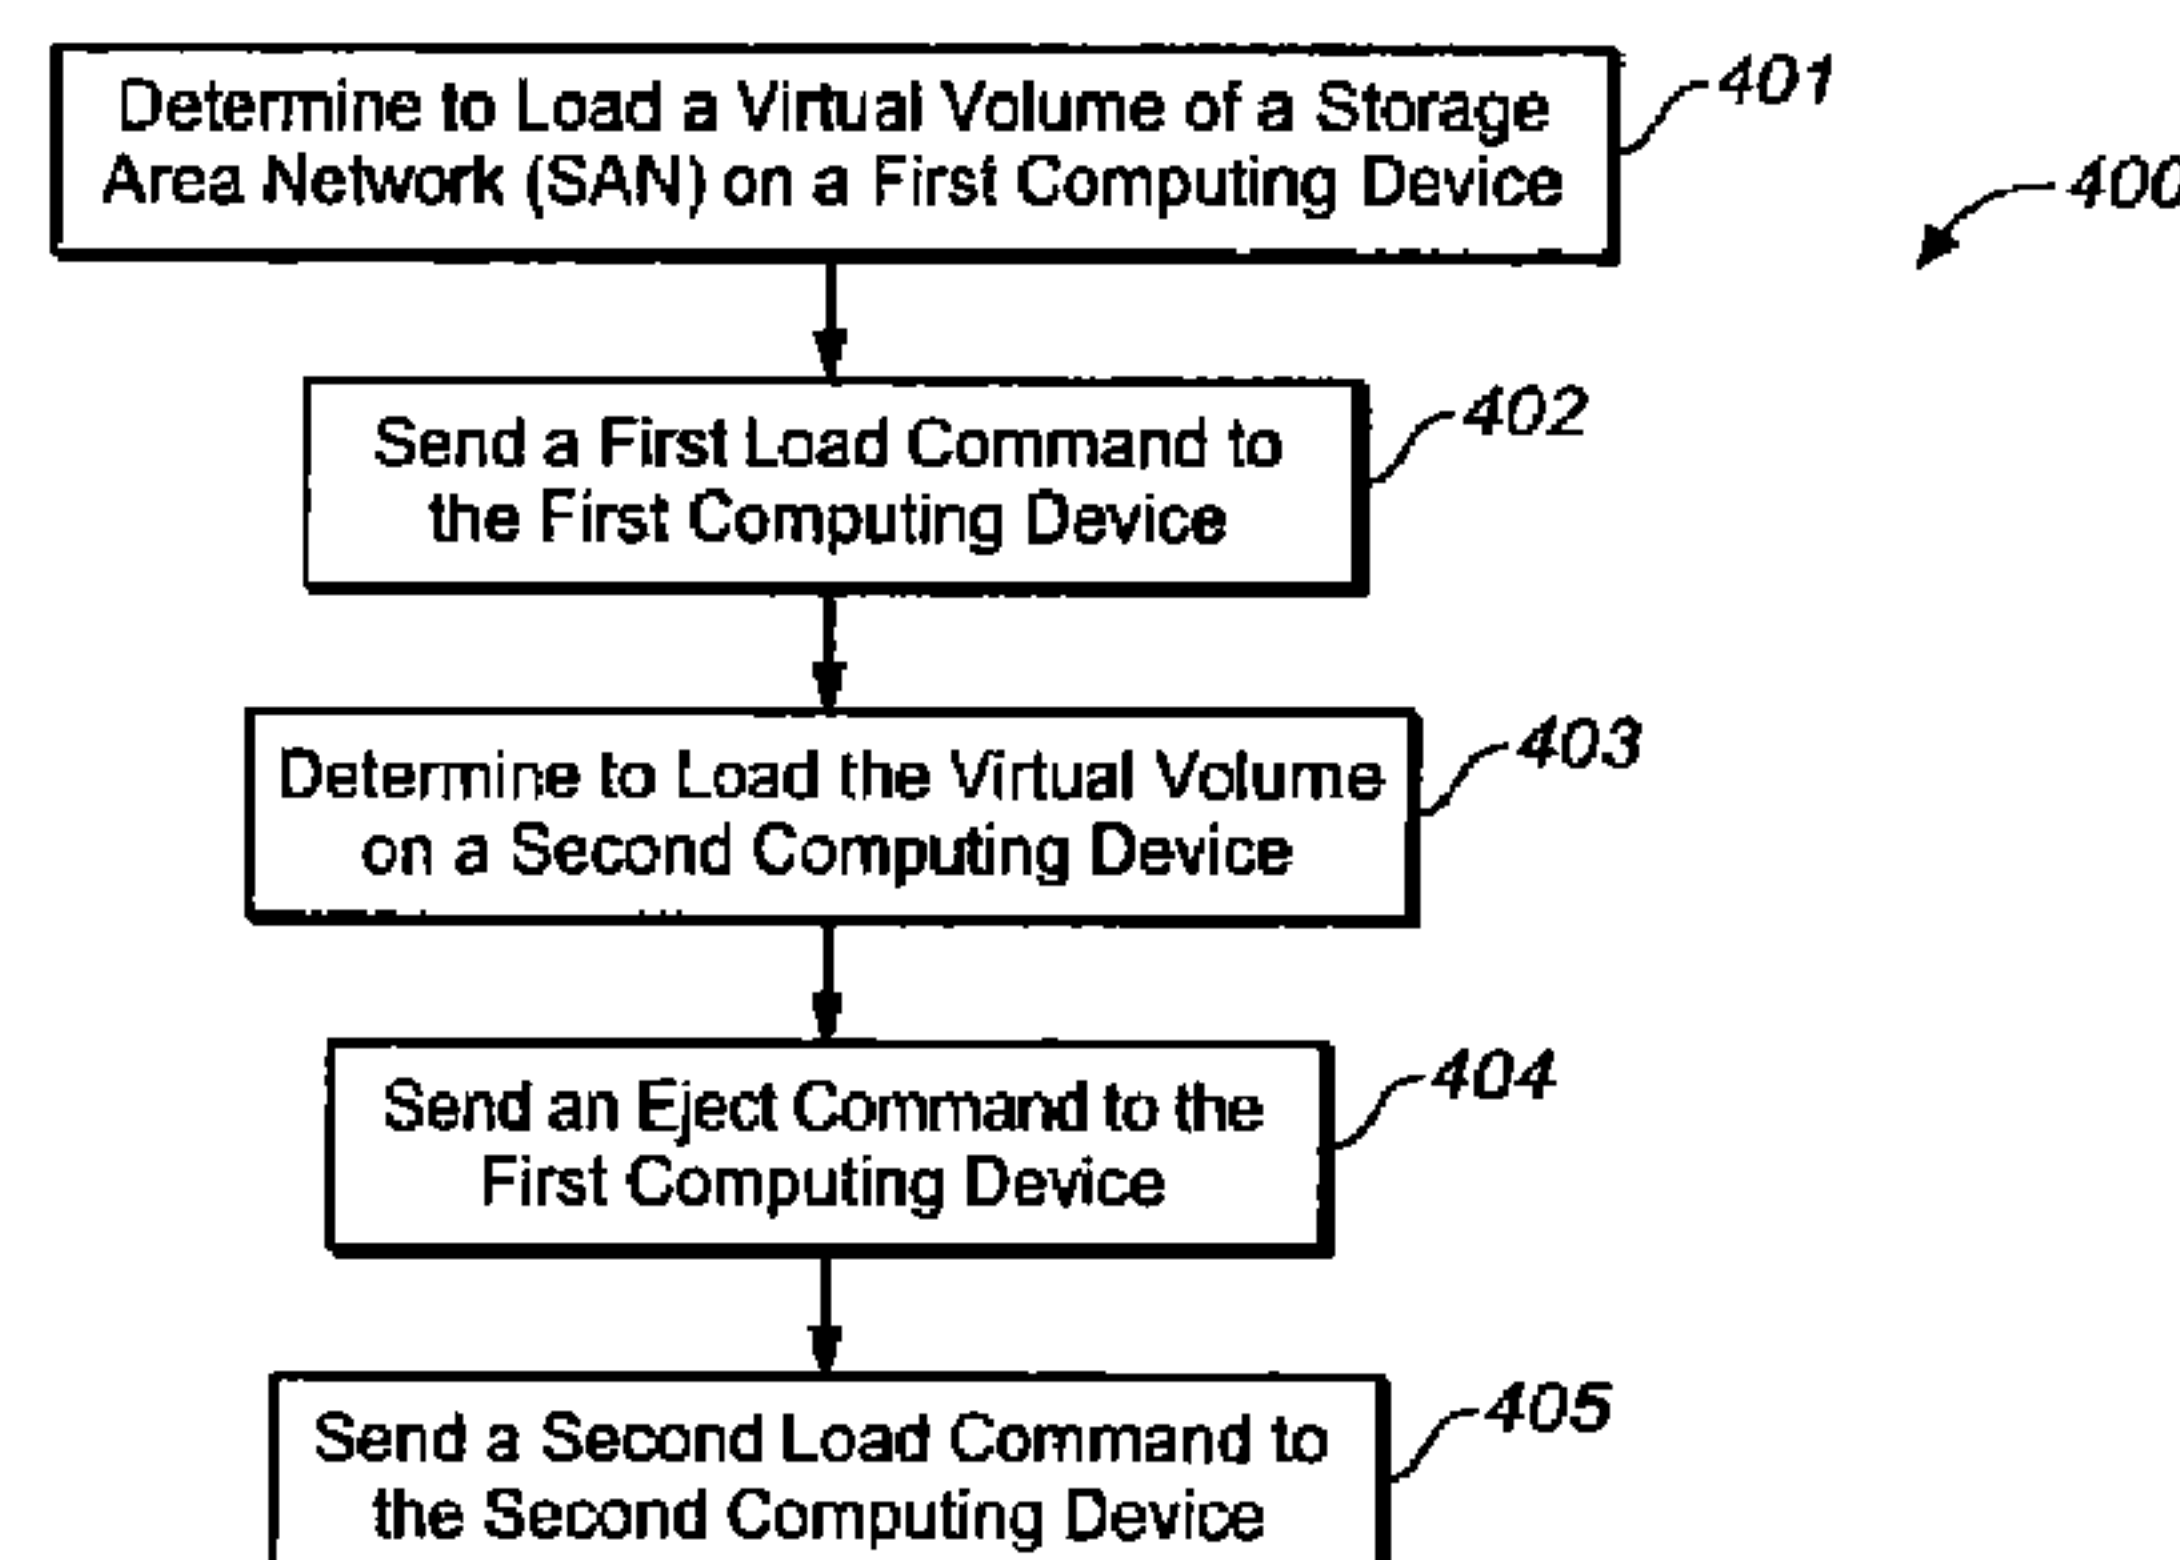 Determine to Load a Virtual Volume of a Storage
Area Network (SAN) on a First Computing Device
401
400
Send a First Load Command to
the First Computing Device
402
Determine to Load the Virtual Volume
on a Second Computing Device
403
Send an Eject Command to the
First Computing Device
404
Send a Second Load Command to
the Second Computing Device
405